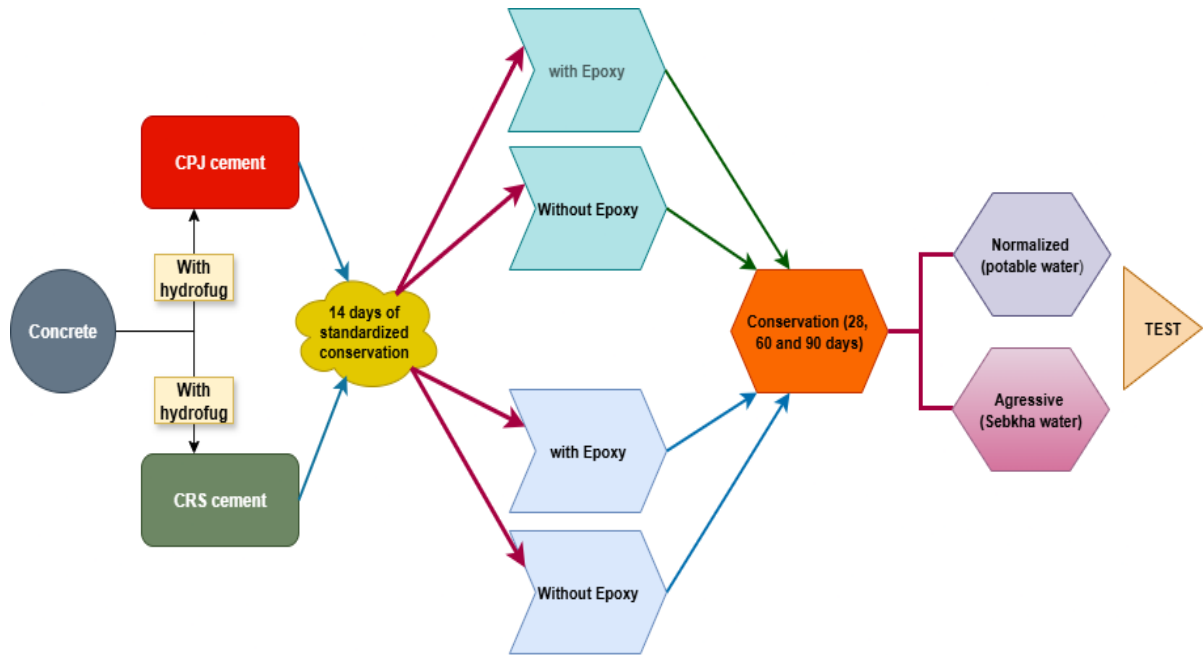 Concrete
CPJ cement
With
hydrofug
With
hydrofug
CRS cement
14 days of
standardized
conservation
with Epoxy
Without Epoxy
with Epoxy
Without Epoxy
Conservation (28,
60 and 90 days)
Normalized
(potable water)
Agressive
(Sebkha water)
TEST